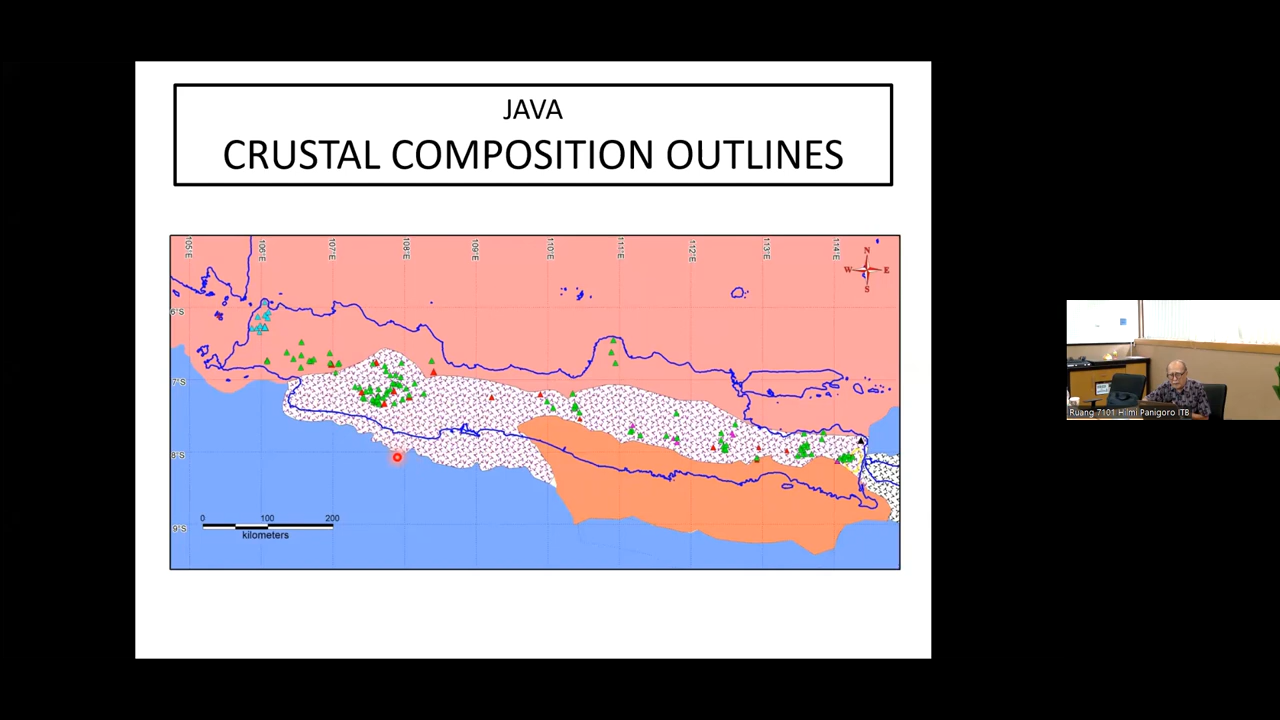 JAVA
CRUSTAL COMPOSITION OUTLINES
105°E
106°E
107°E
108°E
109°E
110°E
111°E
112°E
113°E
114°E
N
W
E
S
6°S
7°S
8°S
9°S
0 100 200
kilometers
Ruang 7101 Hilmi Panigoro ITB